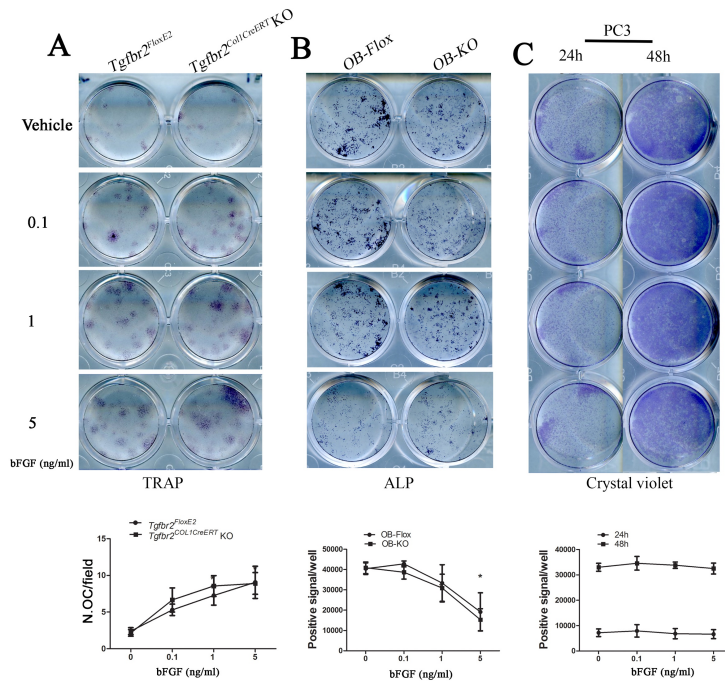 A
B
C
Tgfbr2FloxE2
Tgfbr2Col1CreERT KO
OB-Flox
OB-KO
PC3
24h
48h
Vehicle
0.1
1
5
bFGF (ng/ml)
TRAP
ALP
Crystal violet
Tgfbr2FloxE2
Tgfbr2COL1CreERT KO
N.OC/field
15
10
5
0
0
0.1
1
5
bFGF (ng/ml)
OB-Flox
OB-KO
Positive signal/well
50000
40000
30000
20000
10000
0
*
0
0.1
1
5
bFGF (ng/ml)
24h
48h
Positive signal/well
40000
30000
20000
10000
0
0
0.1
1
5
bFGF (ng/ml)